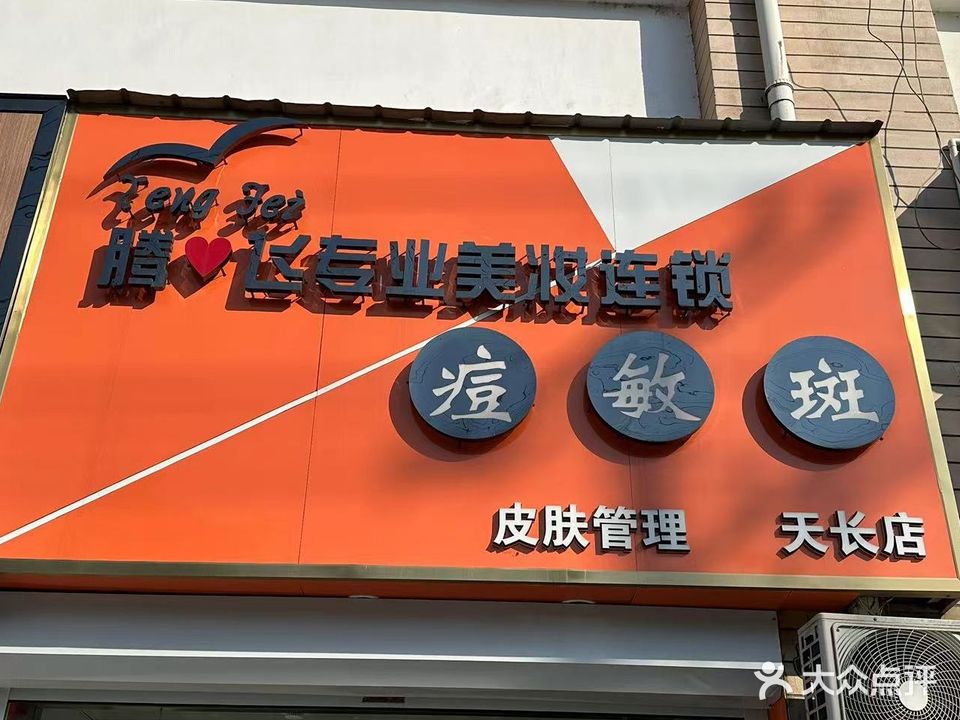 Teng Fei
腾飞专业美妆连锁
痘敏斑
皮肤管理 天长店
大众点评